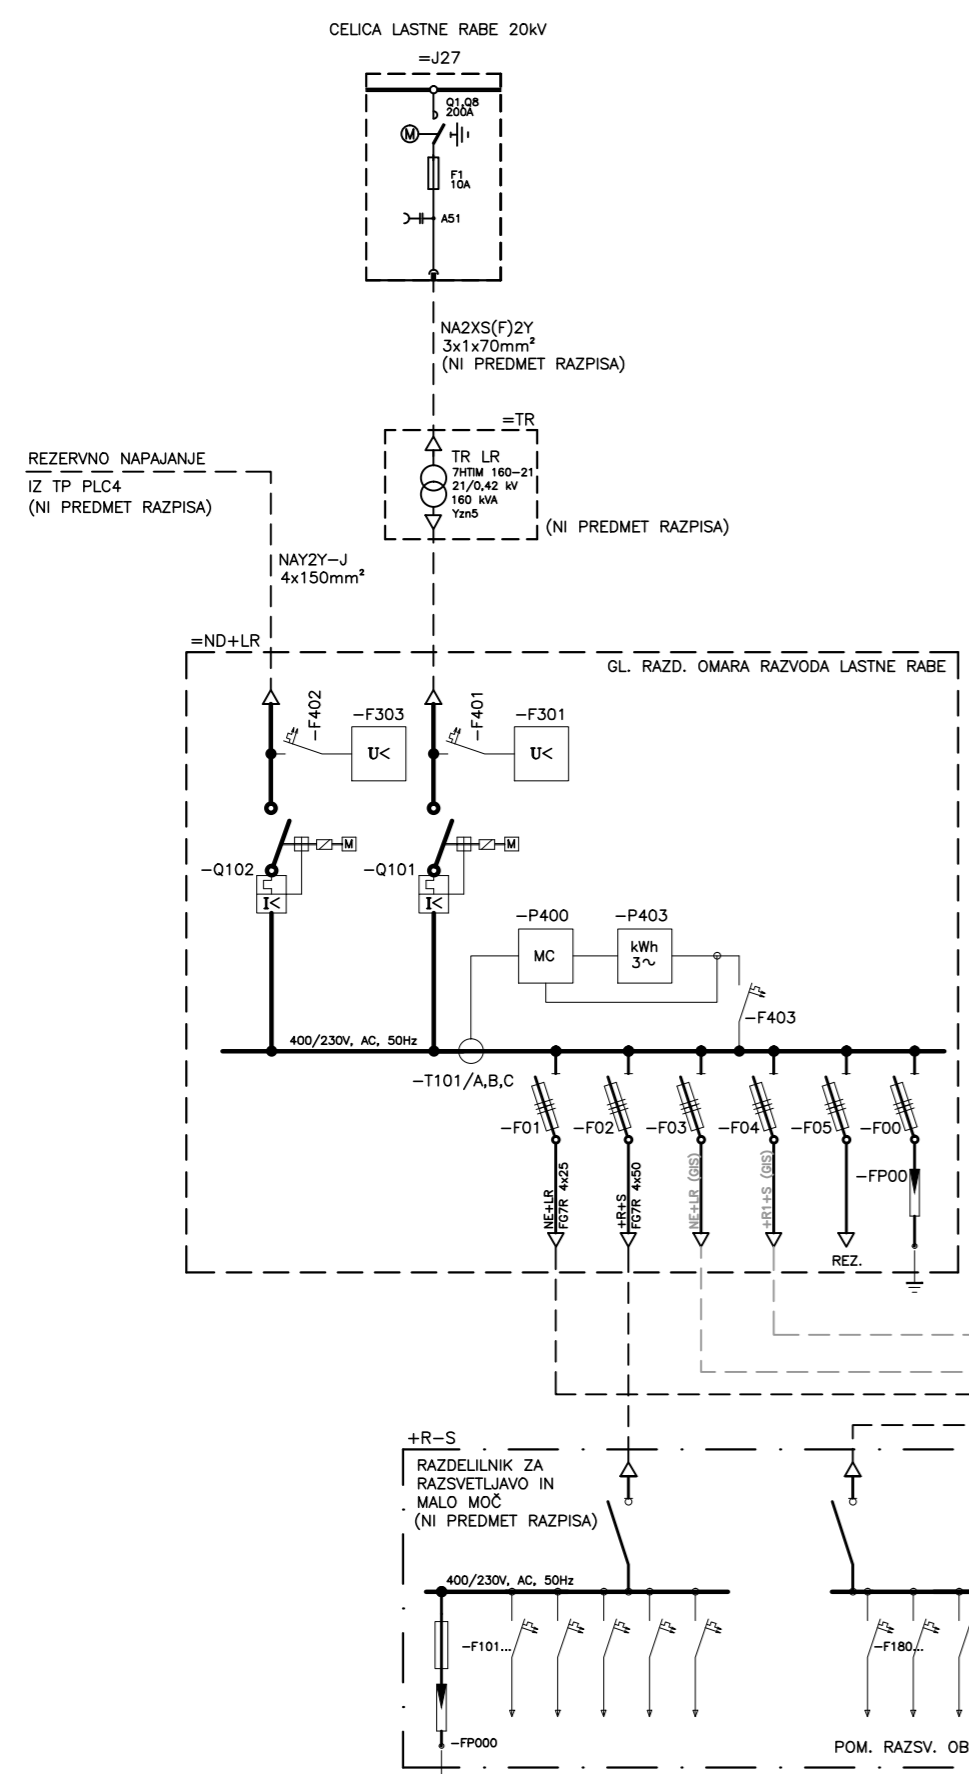 CELICA LASTNE RABE 20kV
=J27
Q1,Q8
200A
M
F1
10A
A51
NA2XS(F)2Y
3x1x70mm²
(NI PREDMET RAZPISA)
=TR
TR LR
7HTIM 160-21
21/0,42 kV
160 kVA
Yzn5
(NI PREDMET RAZPISA)
REZERVNO NAPAJANJE
IZ TP PLC4
(NI PREDMET RAZPISA)
NAY2Y-J
4x150mm²
=ND+LR
GL. RAZD. OMARA RAZVODA LASTNE RABE
-F402
-F303
U<
-F401
-F301
U<
-Q102
M
I<
-Q101
M
I<
-P400
MC
-P403
kWh
3~
-F403
400/230V, AC, 50Hz
-T101/A,B,C
-F01
-F02
-F03
-F04
-F05
-F00
NE+LR
FG7R 4x25
+R+S
FG7R 4x50
NE+LR (GIS)
+R1+S (GIS)
-FP00
REZ.
+R-S
RAZDELILNIK ZA
RAZSVETLJAVO IN
MALO MOČ
(NI PREDMET RAZPISA)
400/230V, AC, 50Hz
-F101...
-F180...
-FP000
POM. RAZSV. OB